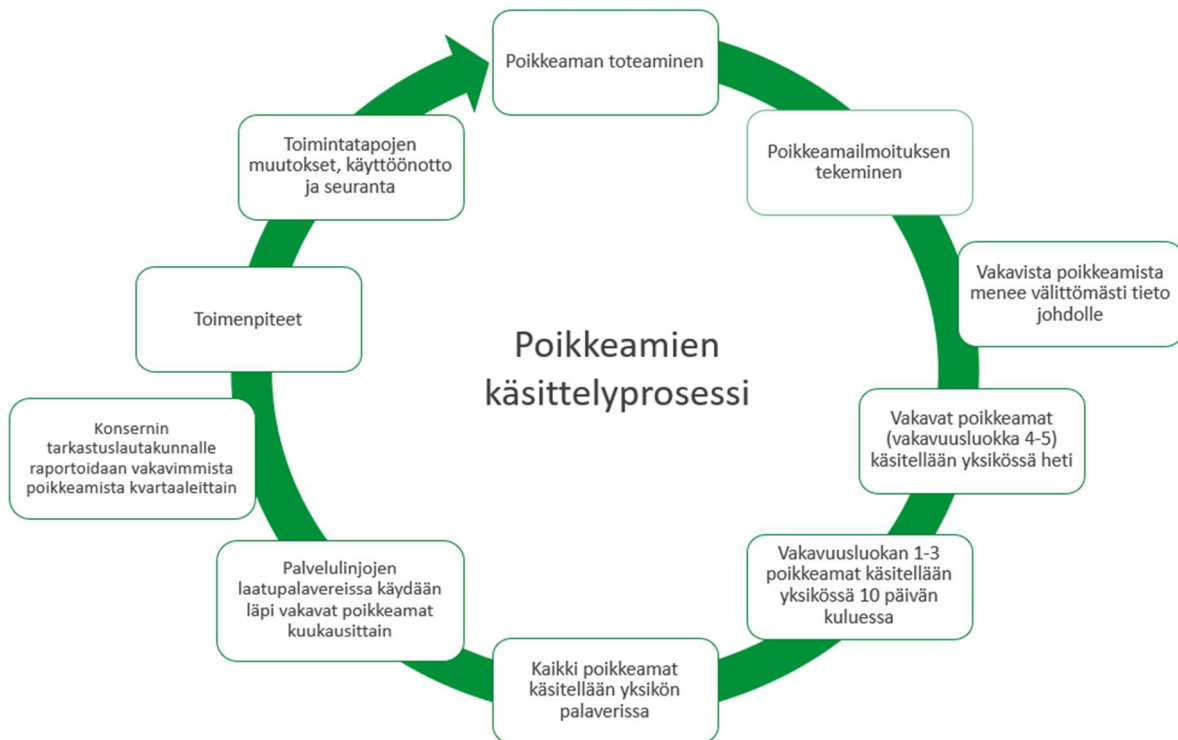 Poikkeaman toteaminen
Poikkeamailmoituksen
tekeminen
Vakavista poikkeamista
menee välittömästi tieto
johdolle
Vakavat poikkeamat
(vakavuusluokka 4-5)
käsitellään yksikössä heti
Vakavuusluokan 1-3
poikkeamat käsitellään
yksikössä 10 päivän
kuluessa
Kaikki poikkeamat
käsitellään yksikön
palaverissa
Palvelulinjojen
laatupalavereissa käydään
läpi vakavat poikkeamat
kuukausittain
Konsernin
tarkastuslautakunnalle
raportoidaan vakavimmista
poikkeamista kvartaaleittain
Toimenpiteet
Toimintatapojen
muutokset, käyttöönotto
ja seuranta
Poikkeamien
käsittelyprosessi